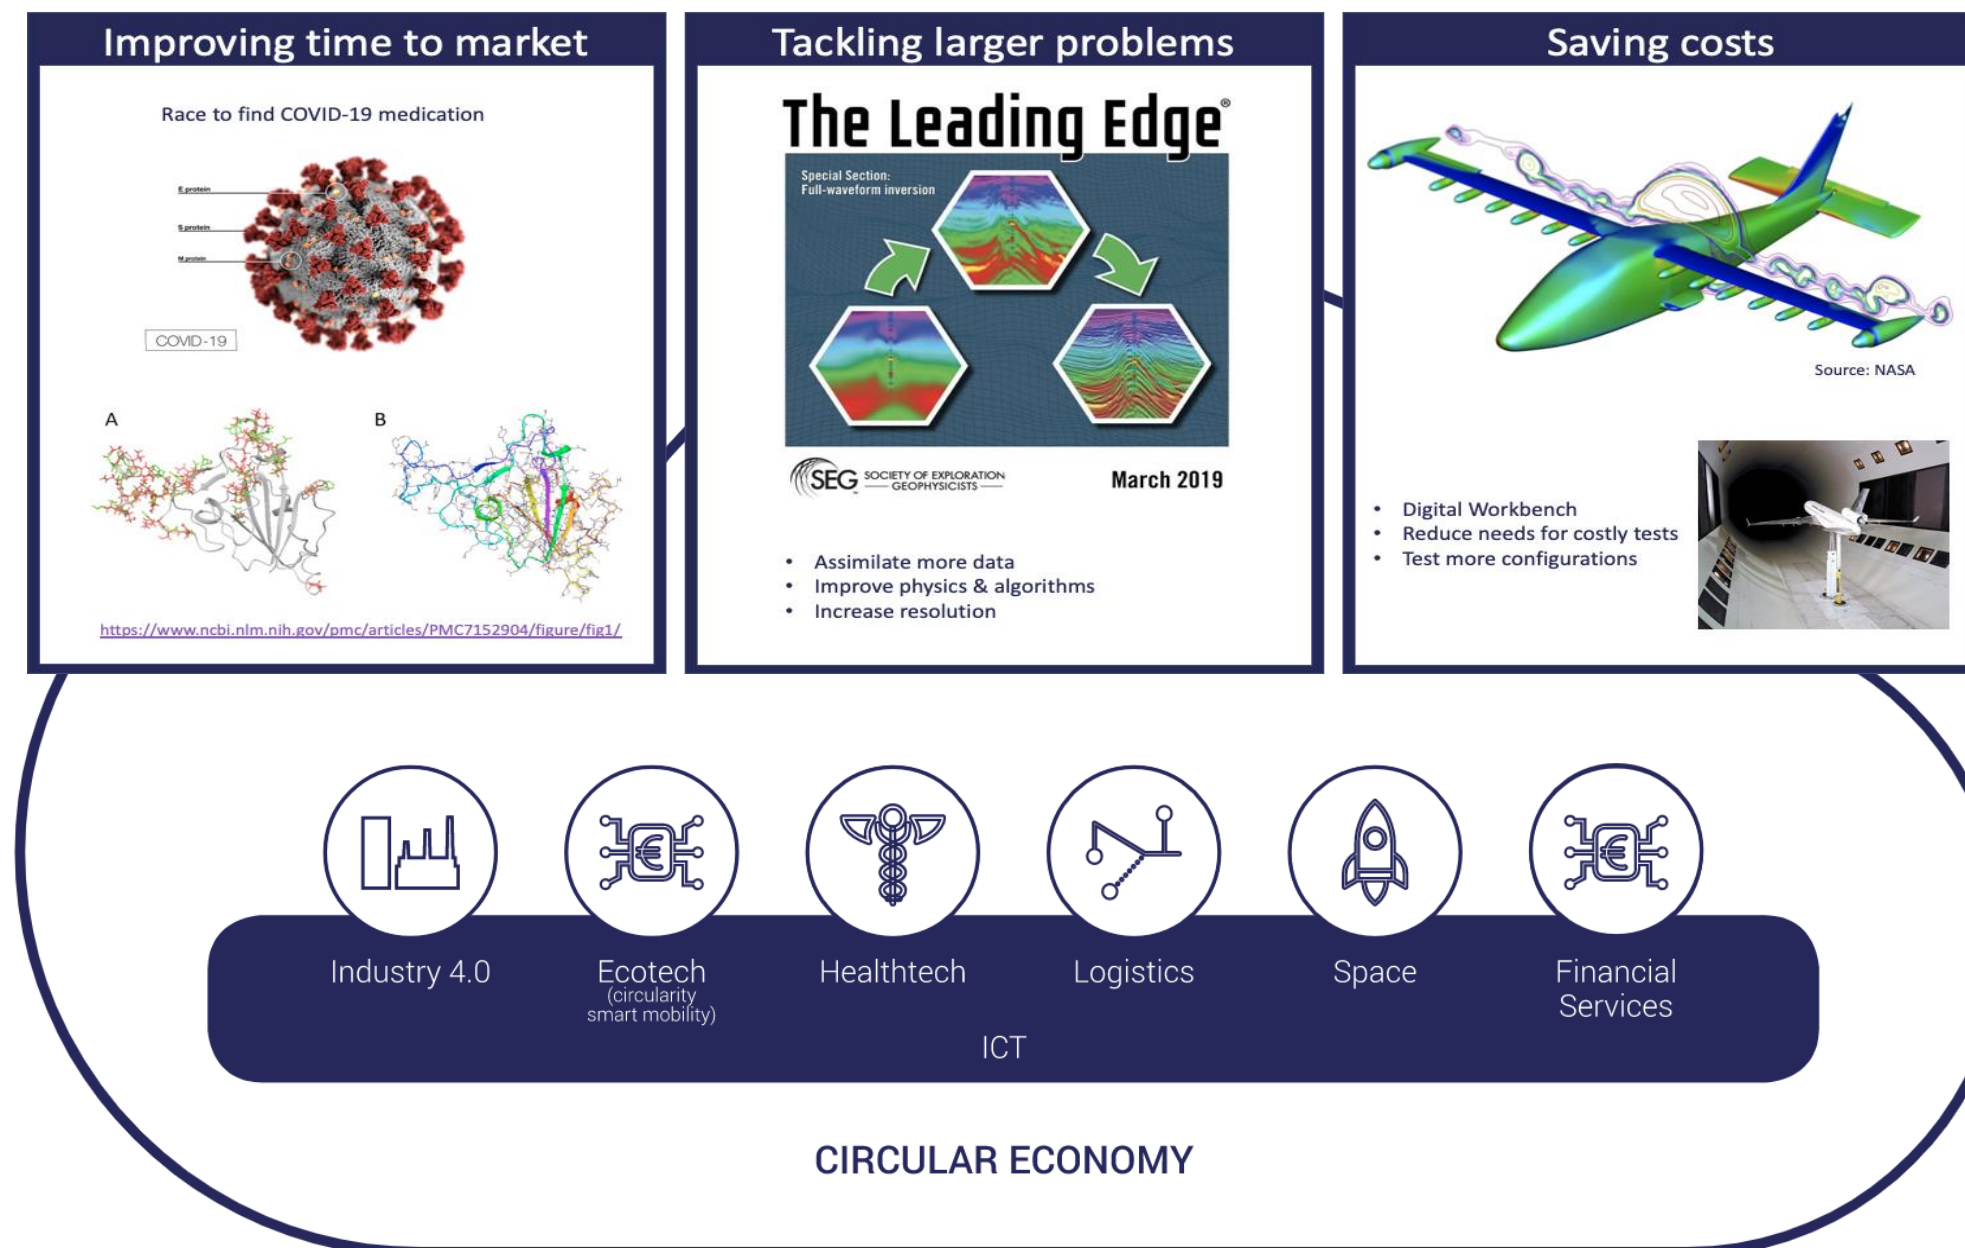 Improving time to market
Race to find COVID-19 medication
E protein
S protein
M protein
COVID-19
A
B
https://www.ncbi.nlm.nih.gov/pmc/articles/PMC7152904/figure/fig1/
Tackling larger problems
The Leading Edge®
Special Section:
Full-waveform inversion
SEG
SOCIETY OF EXPLORATION
GEOPHYSICISTS
March 2019
• Assimilate more data
• Improve physics & algorithms
• Increase resolution
Saving costs
Source: NASA
• Digital Workbench
• Reduce needs for costly tests
• Test more configurations
Industry 4.0
Ecotech
(circularity
smart mobility)
Healthtech
Logistics
Space
Financial
Services
ICT
CIRCULAR ECONOMY